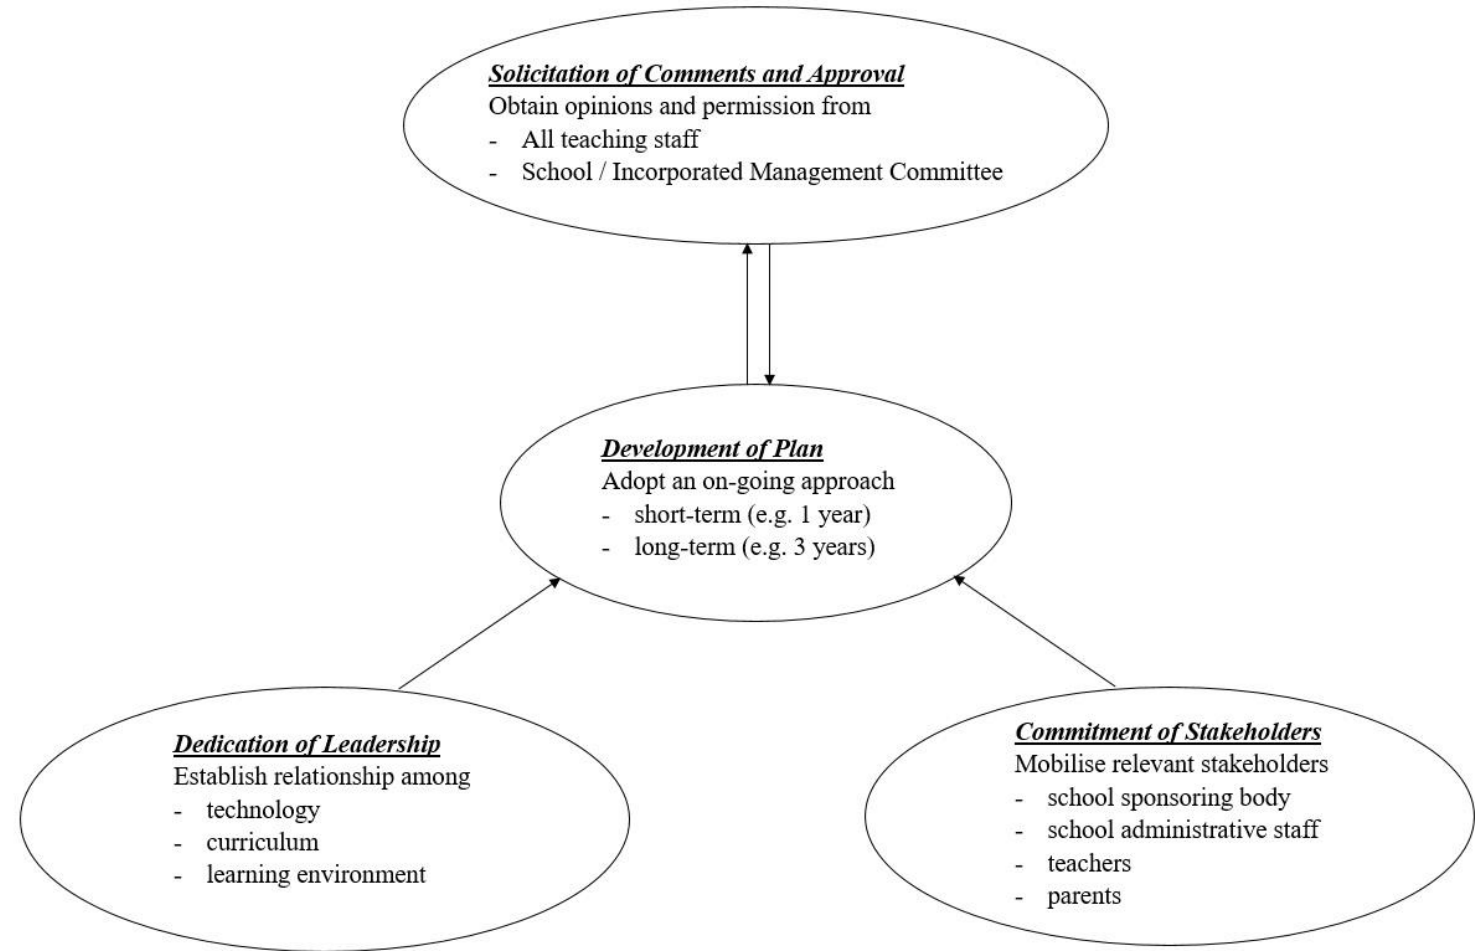 Solicitation of Comments and Approval
Obtain opinions and permission from
- All teaching staff
- School / Incorporated Management Committee
Development of Plan
Adopt an on-going approach
- short-term (e.g. 1 year)
- long-term (e.g. 3 years)
Dedication of Leadership
Establish relationship among
- technology
- curriculum
- learning environment
Commitment of Stakeholders
Mobilise relevant stakeholders
- school sponsoring body
- school administrative staff
- teachers
- parents